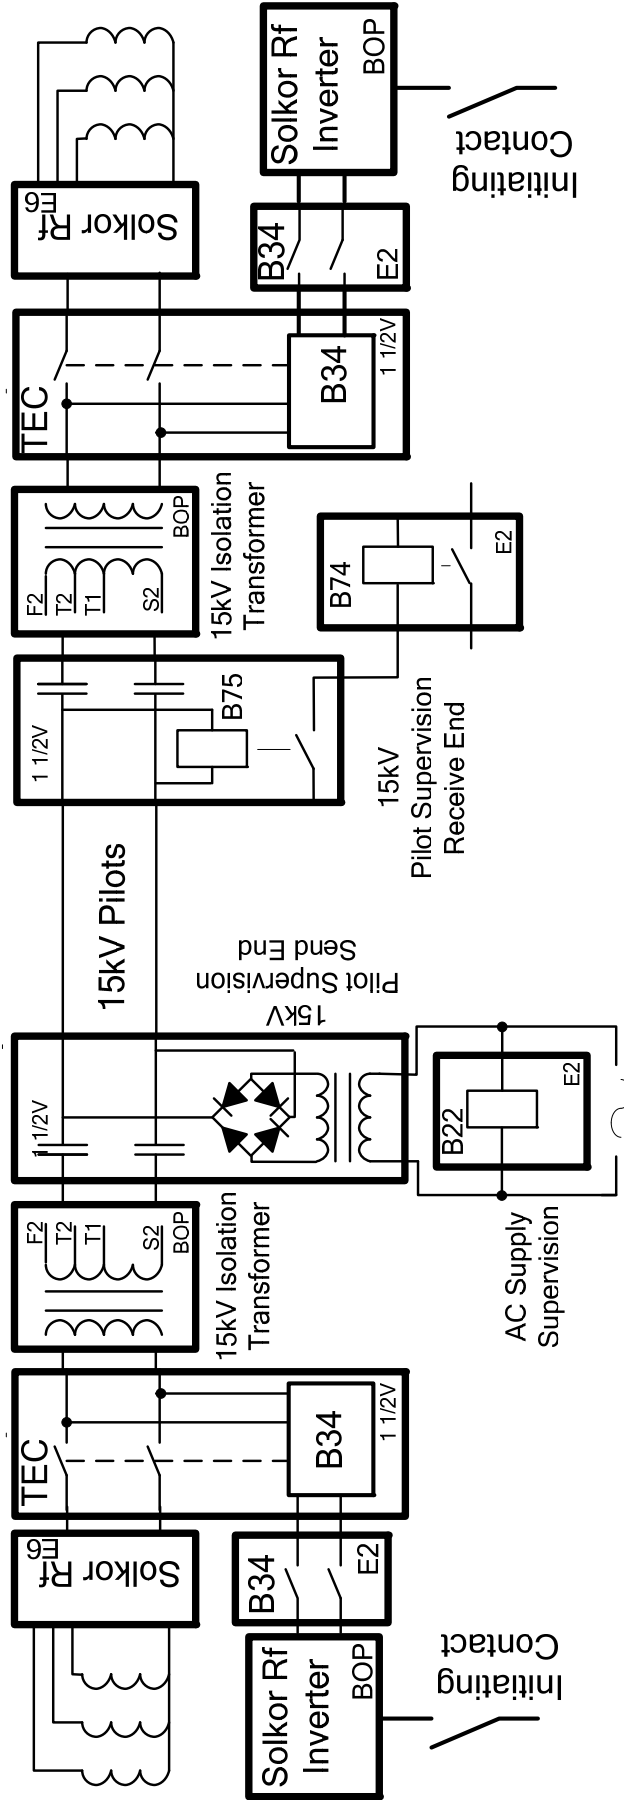 Solkor Rf
E6
Solkor Rf
Inverter
BOP
Initiating
Contact
B34
E2
TEC
B34
1 1/2V
BOP
15kV Isolation
Transformer
F2
T2
T1
S2
B74
E2
B75
1 1/2V
15kV
Pilot Supervision
Receive End
15kV Pilots
15kV
Pilot Supervision
Send End
1 1/2V
B22
E2
AC Supply
Supervision
F2
T2
T1
S2
BOP
15kV Isolation
Transformer
TEC
B34
1 1/2V
Solkor Rf
E6
B34
E2
Solkor Rf
Inverter
BOP
Initiating
Contact